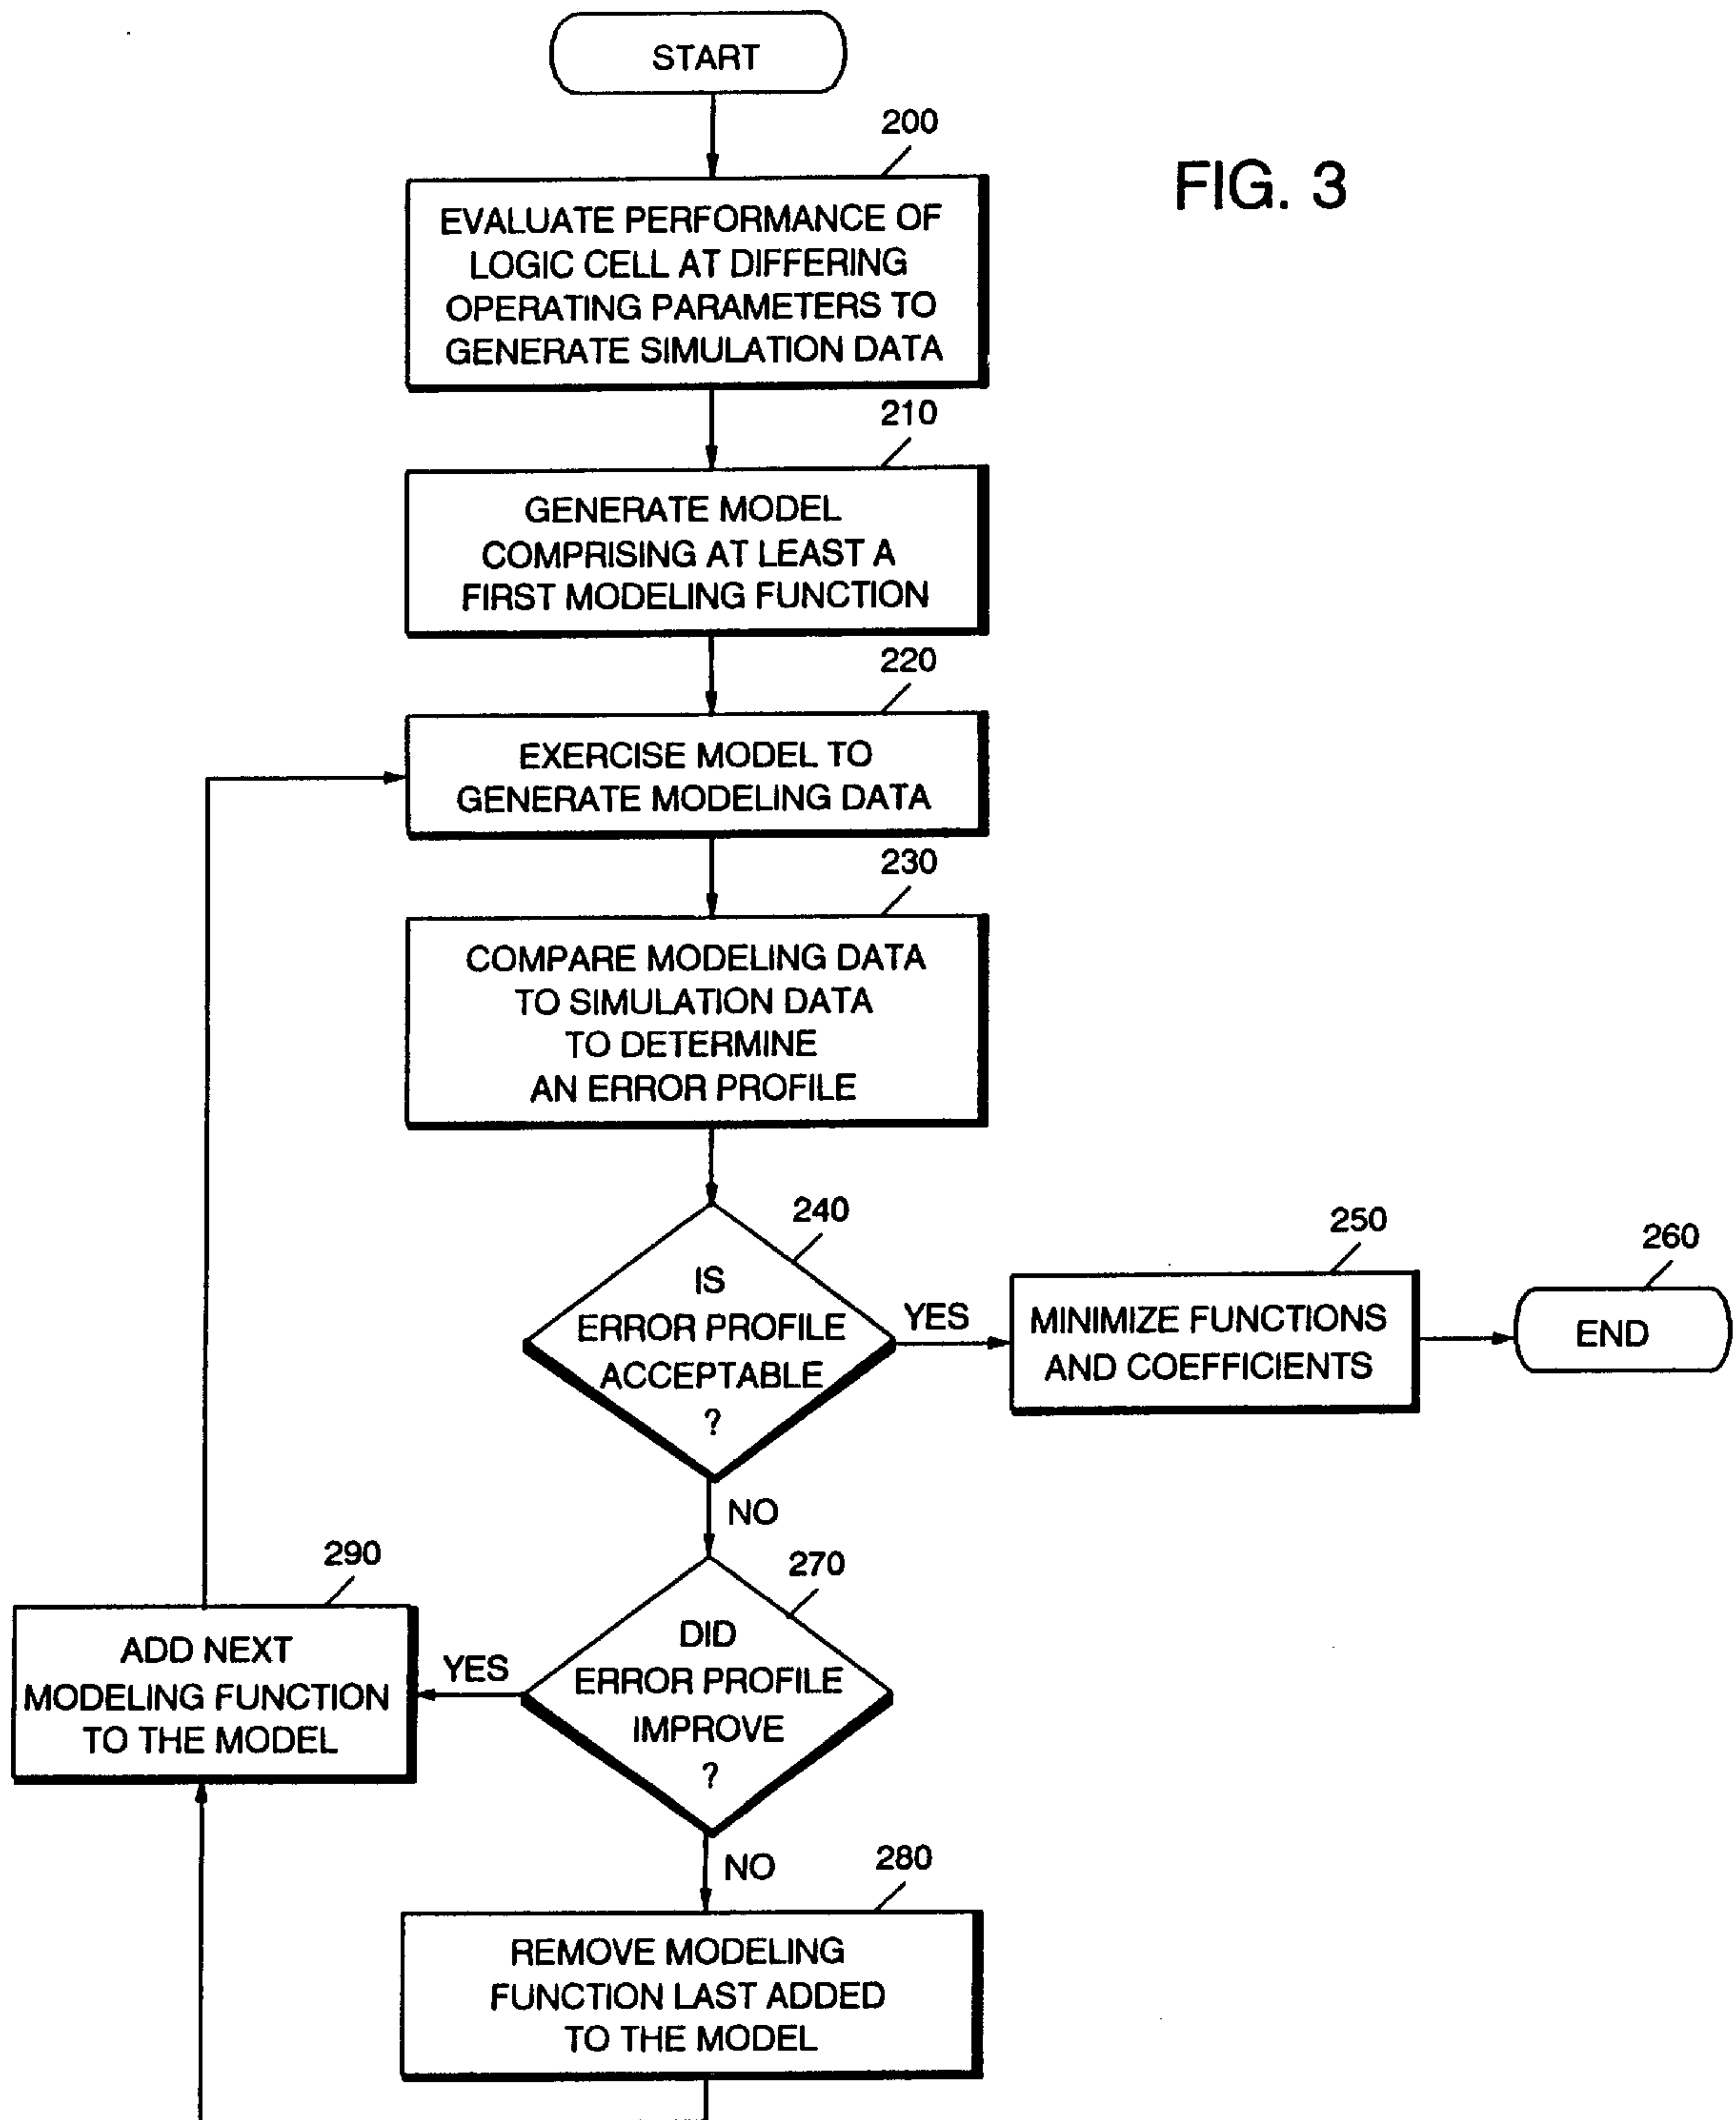 START
200
FIG. 3
EVALUATE PERFORMANCE OF
LOGIC CELL AT DIFFERING
OPERATING PARAMETERS TO
GENERATE SIMULATION DATA
210
GENERATE MODEL
COMPRISING AT LEAST A
FIRST MODELING FUNCTION
220
EXERCISE MODEL TO
GENERATE MODELING DATA
230
COMPARE MODELING DATA
TO SIMULATION DATA
TO DETERMINE
AN ERROR PROFILE
240
IS
ERROR PROFILE
ACCEPTABLE
?
YES
250
MINIMIZE FUNCTIONS
AND COEFFICIENTS
260
END
NO
270
DID
ERROR PROFILE
IMPROVE
?
YES
290
ADD NEXT
MODELING FUNCTION
TO THE MODEL
NO
280
REMOVE MODELING
FUNCTION LAST ADDED
TO THE MODEL